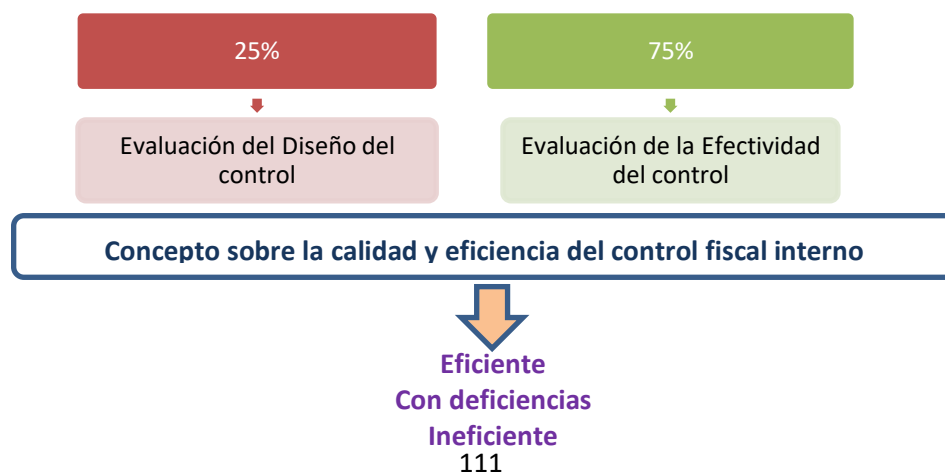 25%
75%
Evaluación del Diseño del
control
Evaluación de la Efectividad
del control
Concepto sobre la calidad y eficiencia del control fiscal interno
Eficiente
Con deficiencias
Ineficiente
111